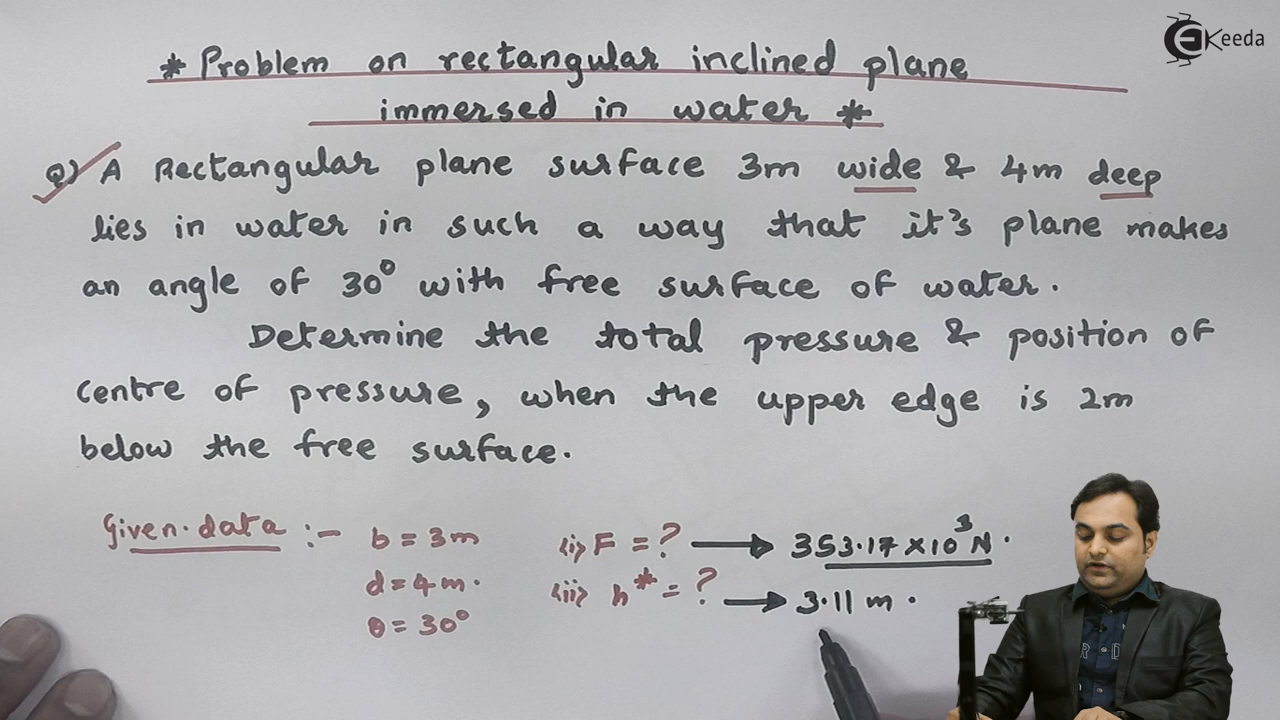 Keeda
* Problem on rectangular inclined plane
immersed in water *
Q) A Rectangular plane surface 3m wide & 4m deep
lies in water in such a way that it's plane makes
an angle of 30° with free surface of water.
Determine the total pressure & position of
centre of pressure, when the upper edge is 2m
below the free surface.
Given data :- b = 3m (i) F = ? → 353.17 × 10³ N.
d = 4m. (ii) h* = ? → 3.11 m.
θ = 30°